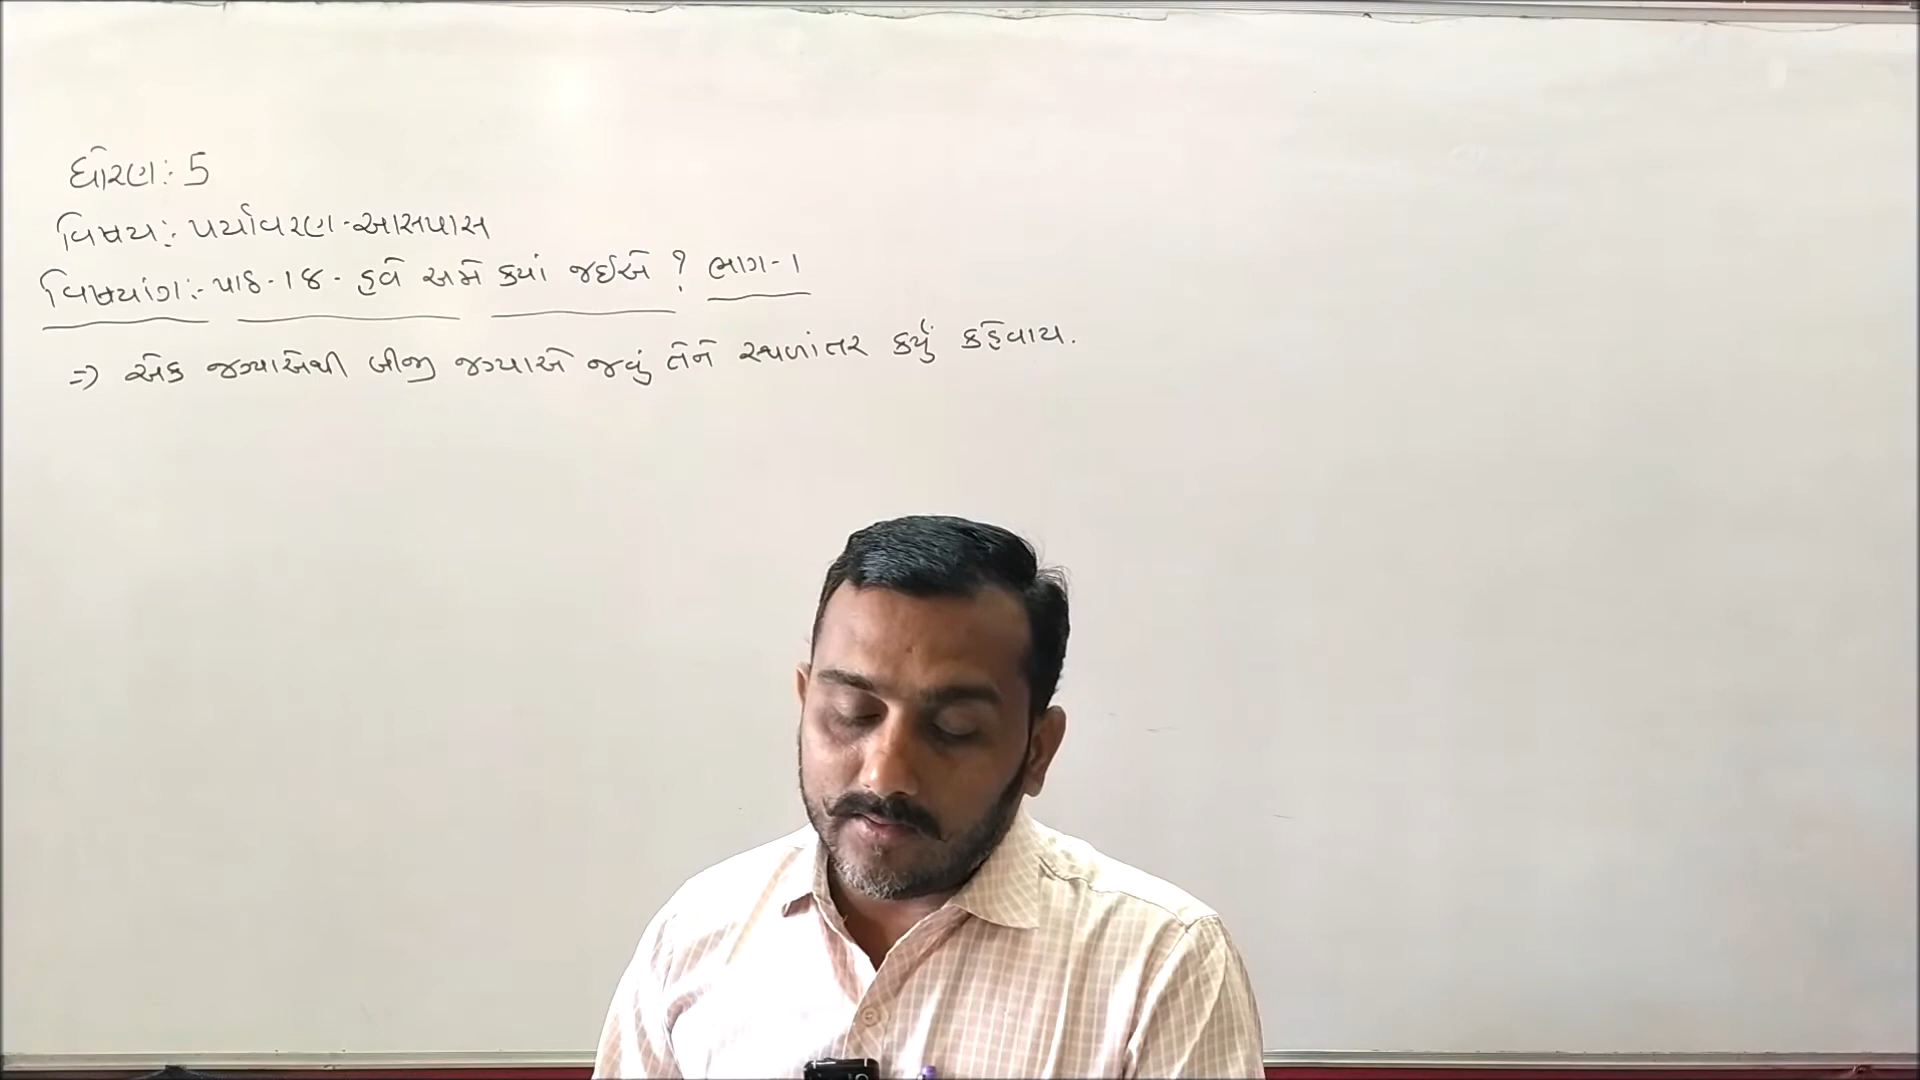 ધોરણ:- 5
વિષય:- પર્યાવરણ-આસપાસ
વિષયાંગ:- પાઠ-18- હવે અમે ક્યાં જઈએ ? ભાગ-1
⇒ એક જગ્યાએથી બીજી જગ્યાએ જવું તેને સ્થળાંતર કર્યું કહેવાય.